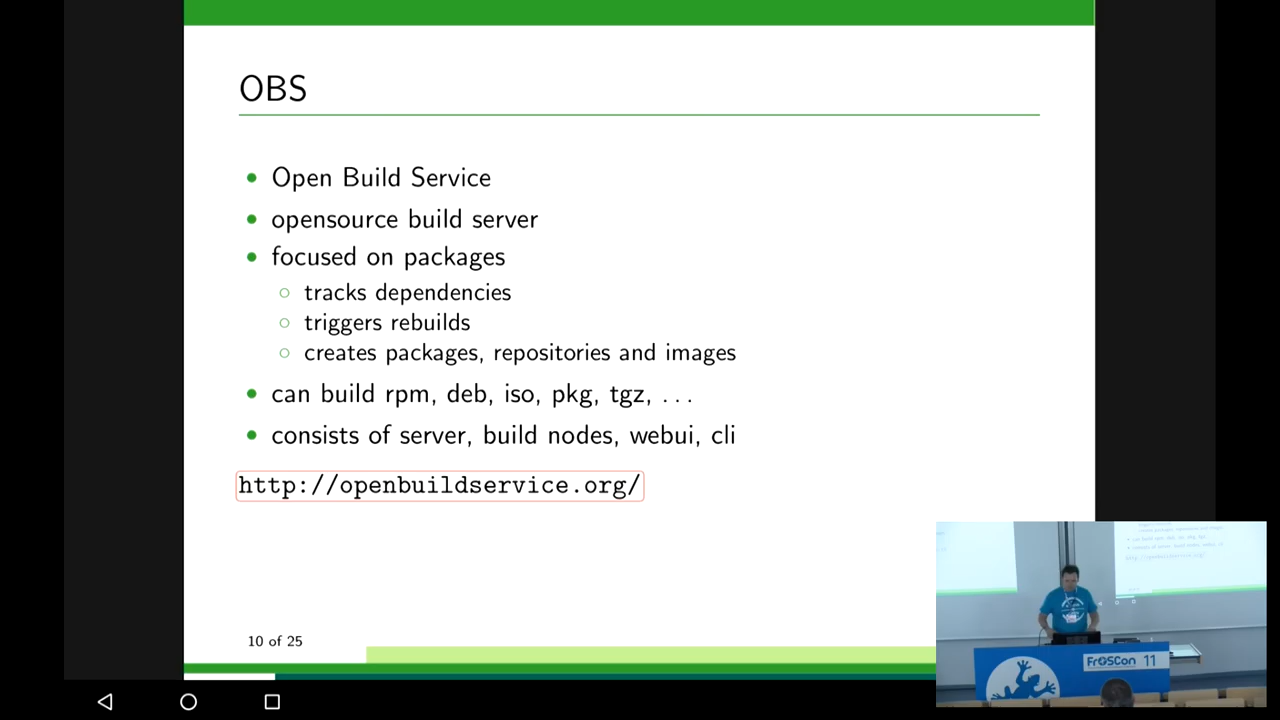 OBS
Open Build Service
opensource build server
focused on packages
tracks dependencies
triggers rebuilds
creates packages, repositories and images
can build rpm, deb, iso, pkg, tgz, . . .
consists of server, build nodes, webui, cli
http://openbuildservice.org/
10 of 25
FrOSCon 11